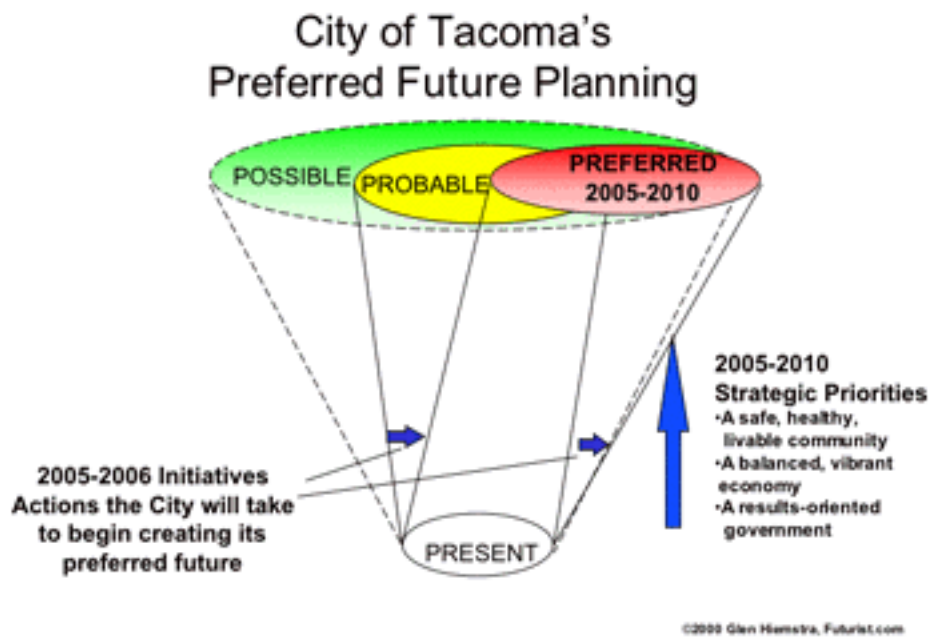 City of Tacoma's
Preferred Future Planning
POSSIBLE
PROBABLE
PREFERRED
2005-2010
2005-2010
Strategic Priorities
•A safe, healthy,
livable community
•A balanced, vibrant
economy
•A results-oriented
government
2005-2006 Initiatives
Actions the City will take
to begin creating its
preferred future
PRESENT
©2000 Glen Hiemstra, Futurist.com